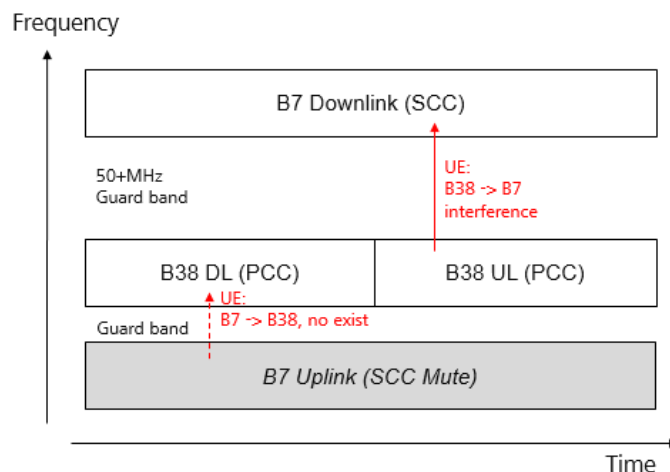 Frequency
B7 Downlink (SCC)
50+MHz
Guard band
UE:
B38 -> B7
interference
B38 DL (PCC)
B38 UL (PCC)
UE:
B7 -> B38, no exist
Guard band
B7 Uplink (SCC Mute)
Time